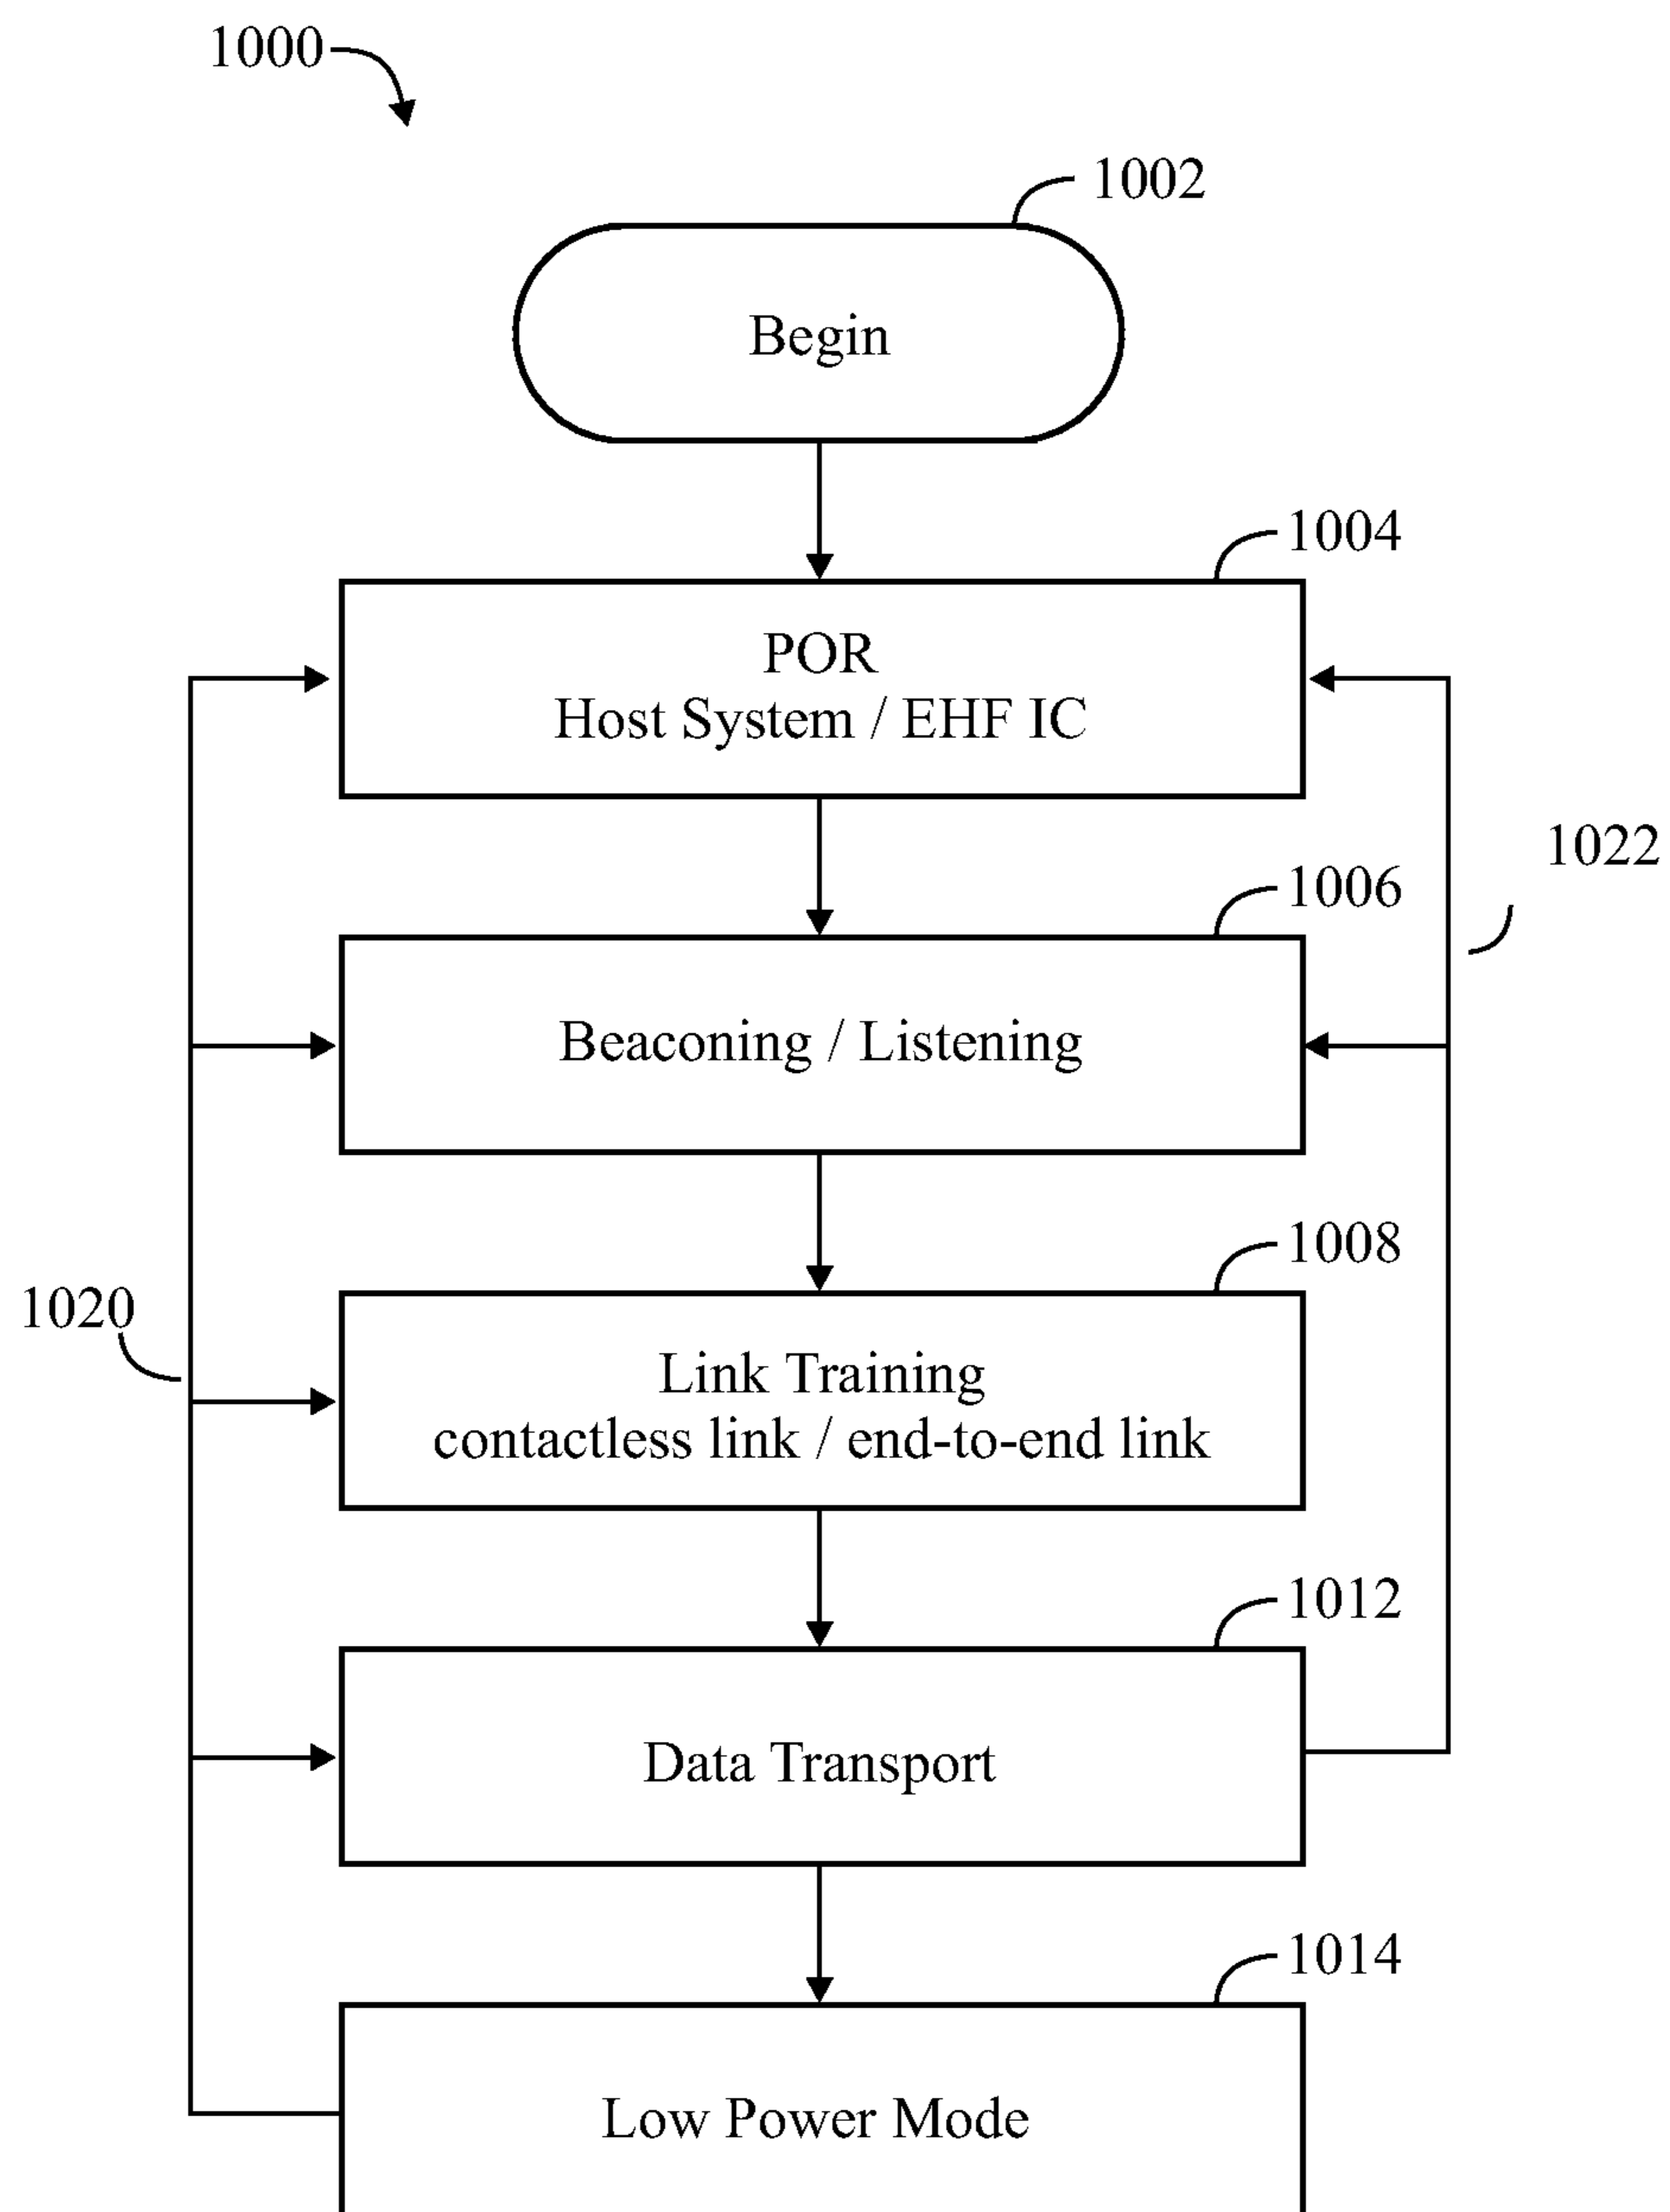 1000
1002
Begin
1004
POR
Host System / EHF IC
1022
1006
Beaconing / Listening
1008
1020
Link Training
contactless link / end-to-end link
1012
Data Transport
1014
Low Power Mode